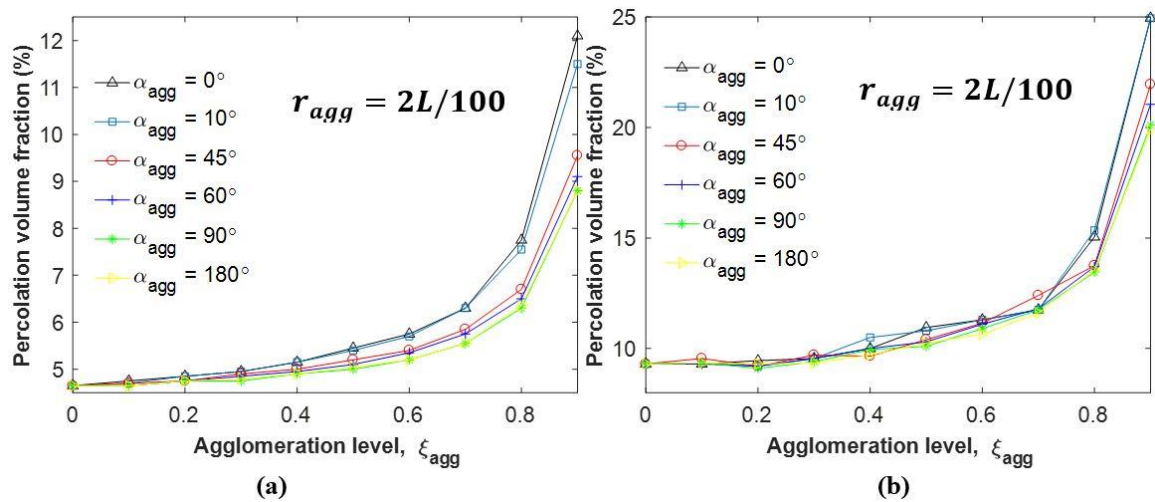 12
11
10
9
8
7
6
5
Percolation volume fraction (%)
α_agg = 0°
α_agg = 10°
α_agg = 45°
α_agg = 60°
α_agg = 90°
α_agg = 180°
r_agg = 2L/100
0 0.2 0.4 0.6 0.8
Agglomeration level, ξ_agg
(a)
25
20
15
10
Percolation volume fraction (%)
α_agg = 0°
α_agg = 10°
α_agg = 45°
α_agg = 60°
α_agg = 90°
α_agg = 180°
r_agg = 2L/100
0 0.2 0.4 0.6 0.8
Agglomeration level, ξ_agg
(b)